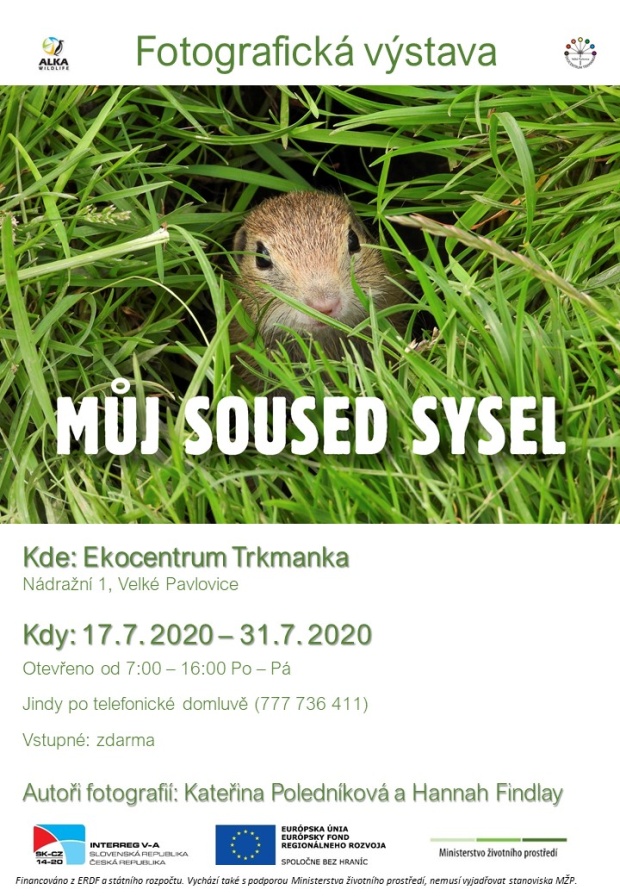 ALKA
WILDLIFE
Fotografická výstava
MŮJ SOUSED SYSEL
Kde: Ekocentrum Trkmanka
Nádražní 1, Velké Pavlovice
Kdy: 17.7. 2020 – 31.7. 2020
Otevřeno od 7:00 – 16:00 Po – Pá
Jindy po telefonické domluvě (777 736 411)
Vstupné: zdarma
Autoři fotografií: Kateřina Poledníková a Hannah Findlay
SK-CZ
14-20
INTERREG V-A
SLOVENSKÁ REPUBLIKA
ČESKÁ REPUBLIKA
EURÓPSKA ÚNIA
EURÓPSKY FOND
REGIONÁLNEHO ROZVOJA
SPOLOČNE BEZ HRANÍC
Ministerstvo životního prostředí
Financováno z ERDF a státního rozpočtu. Vychází také s podporou Ministerstva životního prostředí, nemusí vyjadřovat stanoviska MŽP.